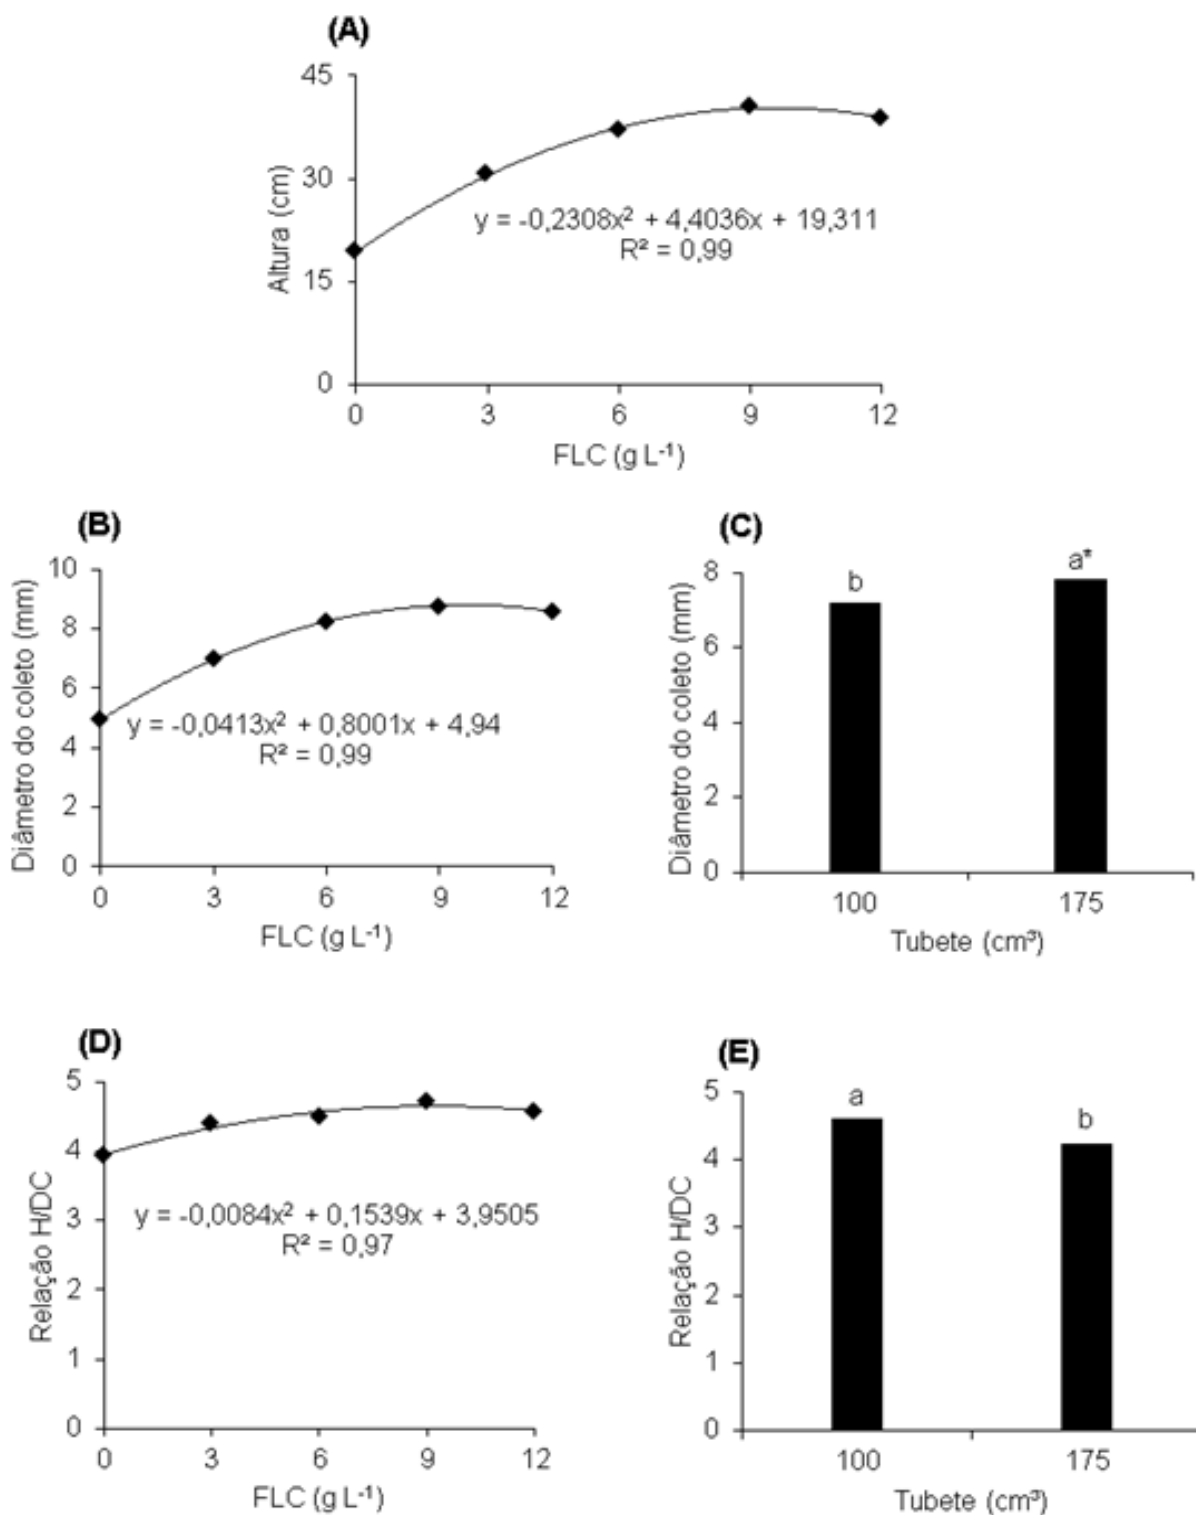 (A)
45
30
15
0
Altura (cm)
y = -0,2308x² + 4,4036x + 19,311
R² = 0,99
0 3 6 9 12
FLC (g L⁻¹)
(B)
10
8
6
4
2
0
Diâmetro do coleto (mm)
y = -0,0413x² + 0,8001x + 4,94
R² = 0,99
0 3 6 9 12
FLC (g L⁻¹)
(C)
8
6
4
2
0
Diâmetro do coleto (mm)
b
a*
100 175
Tubete (cm³)
(D)
5
4
3
2
1
0
Relação H/DC
y = -0,0084x² + 0,1539x + 3,9505
R² = 0,97
0 3 6 9 12
FLC (g L⁻¹)
(E)
5
4
3
2
1
0
Relação H/DC
a
b
100 175
Tubete (cm³)